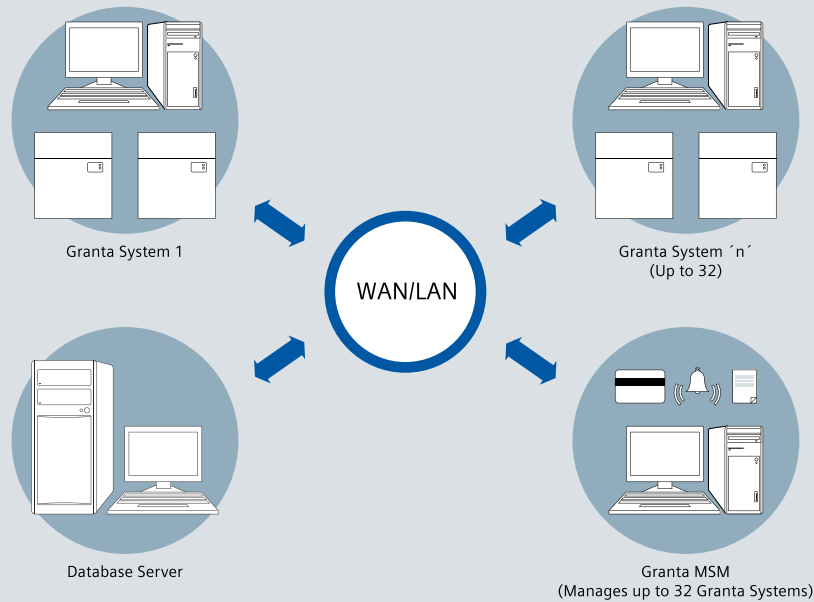 Granta System 1
Granta System ´n´
(Up to 32)
WAN/LAN
Database Server
Granta MSM
(Manages up to 32 Granta Systems)